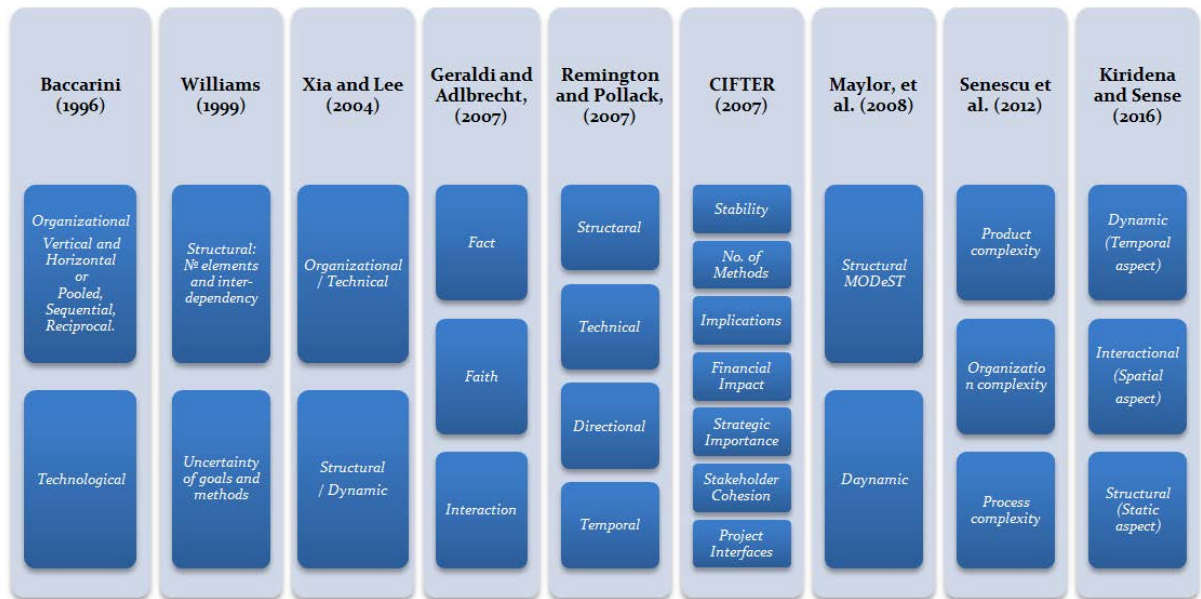 Baccarini
(1996)
Organizational
Vertical and
Horizontal
or
Pooled,
Sequential,
Reciprocal.
Technological
Williams
(1999)
Structural:
№ elements
and inter-
dependency
Uncertainty
of goals and
methods
Xia and Lee
(2004)
Organizational
/ Technical
Structural
/ Dynamic
Geraldi and
Adlbrecht,
(2007)
Fact
Faith
Interaction
Remington
and Pollack,
(2007)
Structaral
Technical
Directional
Temporal
CIFTER
(2007)
Stability
No. of
Methods
Implications
Financial
Impact
Strategic
Importance
Stakeholder
Cohesion
Project
Interfaces
Maylor, et
al. (2008)
Structural
MODeST
Daynamic
Senescu et
al. (2012)
Product
complexity
Organizatio
n complexity
Process
complexity
Kiridena
and Sense
(2016)
Dynamic
(Temporal
aspect)
Interactional
(Spatial
aspect)
Structural
(Static
aspect)